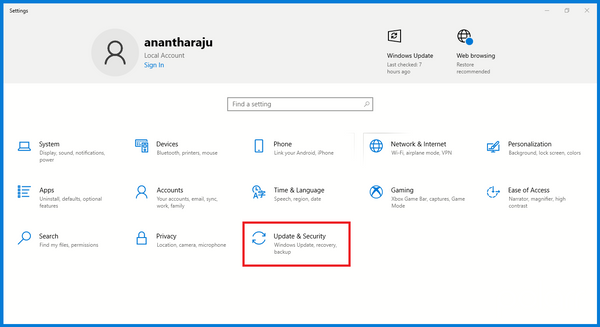 Settings
anantharaju
Local Account
Sign In
Windows Update
Last checked: 7
hours ago
Web browsing
Restore
recommended
Find a setting
System
Display, sound, notifications,
power
Devices
Bluetooth, printers, mouse
Phone
Link your Android, iPhone
Network & Internet
Wi-Fi, airplane mode, VPN
Personalization
Background, lock screen, colors
Apps
Uninstall, defaults, optional
features
Accounts
Your accounts, email, sync,
work, family
Time & Language
Speech, region, date
Gaming
Xbox Game Bar, captures, Game
Mode
Ease of Access
Narrator, magnifier, high
contrast
Search
Find my files, permissions
Privacy
Location, camera, microphone
Update & Security
Windows Update, recovery,
backup